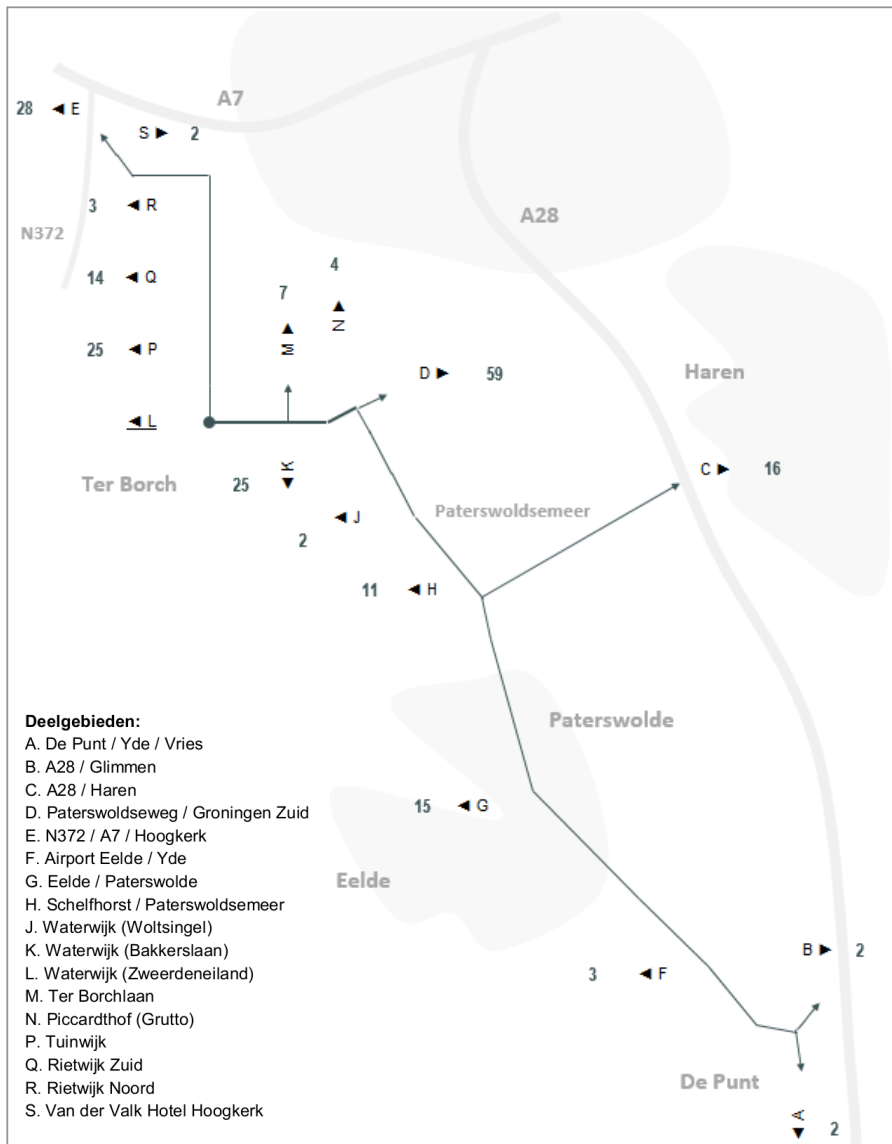 A7
28 ◄ E
S ► 2
3 ◄ R
A28
N372
4
14 ◄ Q
7
N ►
M ►
25 ◄ P
D ► 59
Haren
◄ L
C ► 16
Ter Borch
25
K ◄
Paterswoldsemeer
2
◄ J
11 ◄ H
Paterswolde
15 ◄ G
Eelde
B ► 2
3 ◄ F
De Punt
A ◄
2
Deelgebieden:
A. De Punt / Yde / Vries
B. A28 / Glimmen
C. A28 / Haren
D. Paterswoldseweg / Groningen Zuid
E. N372 / A7 / Hoogkerk
F. Airport Eelde / Yde
G. Eelde / Paterswolde
H. Schelfhorst / Paterswoldsemeer
J. Waterwijk (Woltsingel)
K. Waterwijk (Bakkerslaan)
L. Waterwijk (Zweerdeneiland)
M. Ter Borchlaan
N. Piccardthof (Grutto)
P. Tuinwijk
Q. Rietwijk Zuid
R. Rietwijk Noord
S. Van der Valk Hotel Hoogkerk